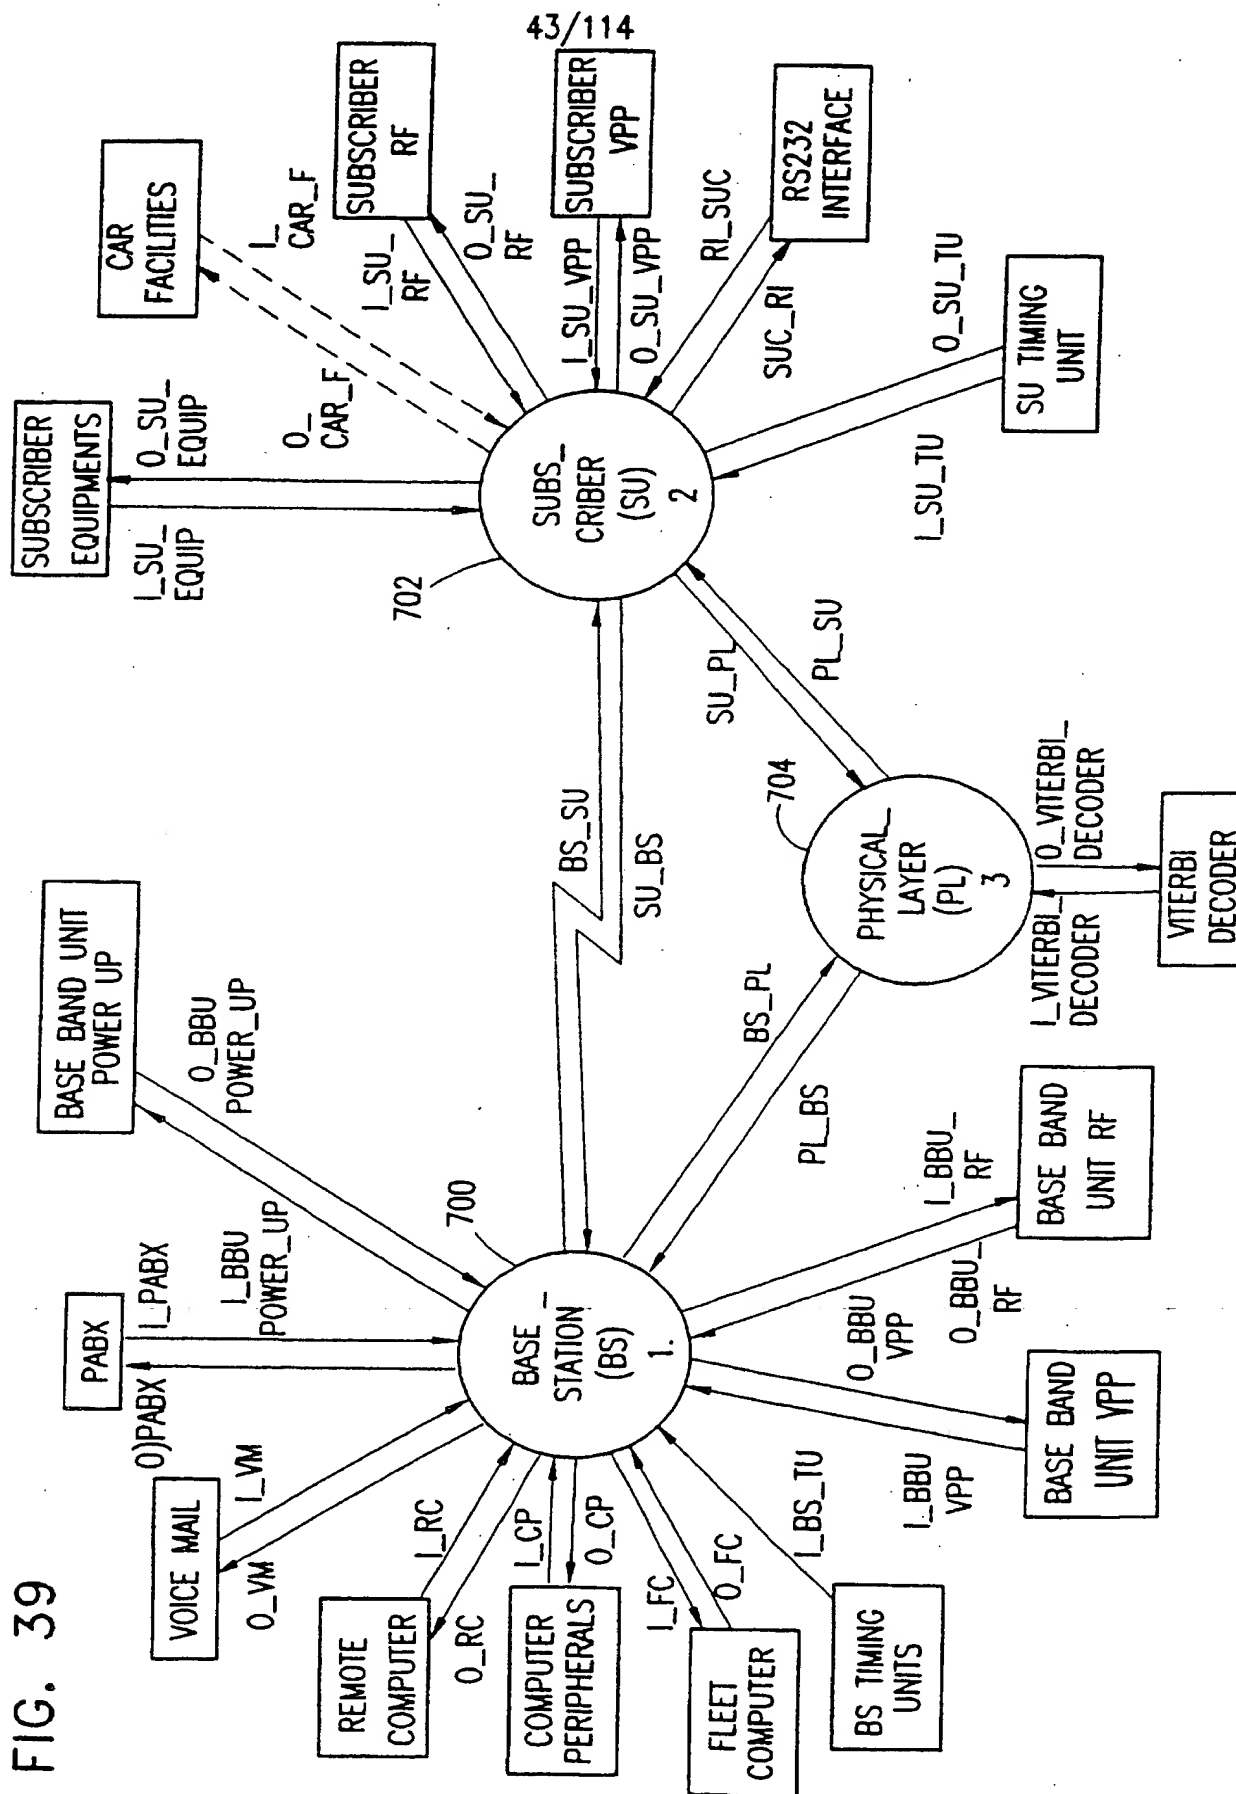 43/114
FIG. 39
BASE BAND UNIT
POWER UP
O_BBU
POWER_UP
I_BBU
POWER_UP
PABX
I_PABX
O)PABX
VOICE MAIL
I_VM
O_VM
REMOTE
COMPUTER
I_RC
O_RC
COMPUTER
PERIPHERALS
I_CP
O_CP
FLEET
COMPUTER
I_FC
O_FC
BS TIMING
UNITS
I_BS_TU
BASE BAND
UNIT VPP
I_BBU
VPP
O_BBU
VPP
BASE BAND
UNIT RF
I_BBU_
RF
O_BBU_
RF
700
BASE_
STATION
(BS)
1.
BS_SU
SU_BS
BS_PL
PL_BS
704
PHYSICAL_
LAYER
(PL)
3
I_VITERBI_
DECODER
O_VITERBI_
DECODER
VITERBI
DECODER
SU_PL
PL_SU
702
SUBS_
CRIBER
(SU)
2
SUBSCRIBER
EQUIPMENTS
I_SU_
EQUIP
O_SU_
EQUIP
CAR
FACILITIES
O_
CAR_F
I_
CAR_F
SUBSCRIBER
RF
I_SU_
RF
O_SU_
RF
SUBSCRIBER
VPP
I_SU_VPP
O_SU_VPP
RS232
INTERFACE
RI_SUC
SUC_RI
SU TIMING
UNIT
O_SU_TU
I_SU_TU